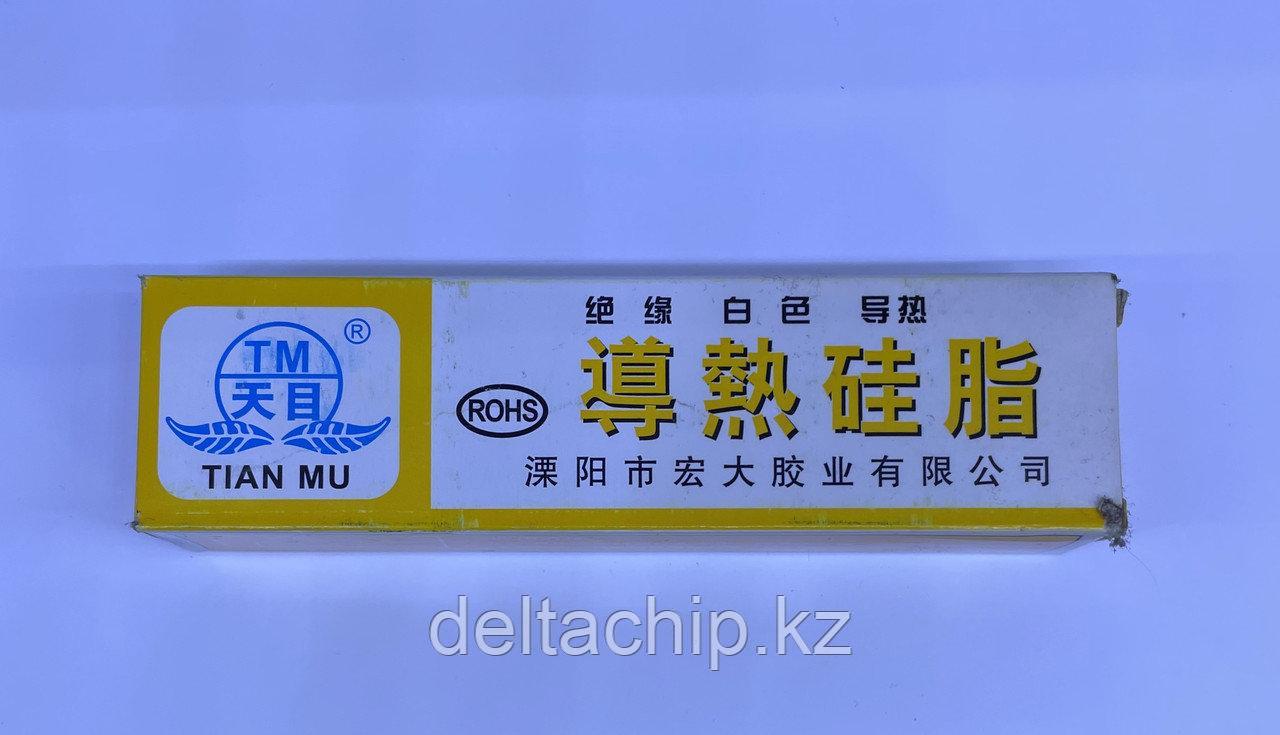 TM
®
天目
TIAN MU
绝缘 白色 导热
ROHS
導熱硅脂
溧阳市宏大胶业有限公司
deltachip.kz